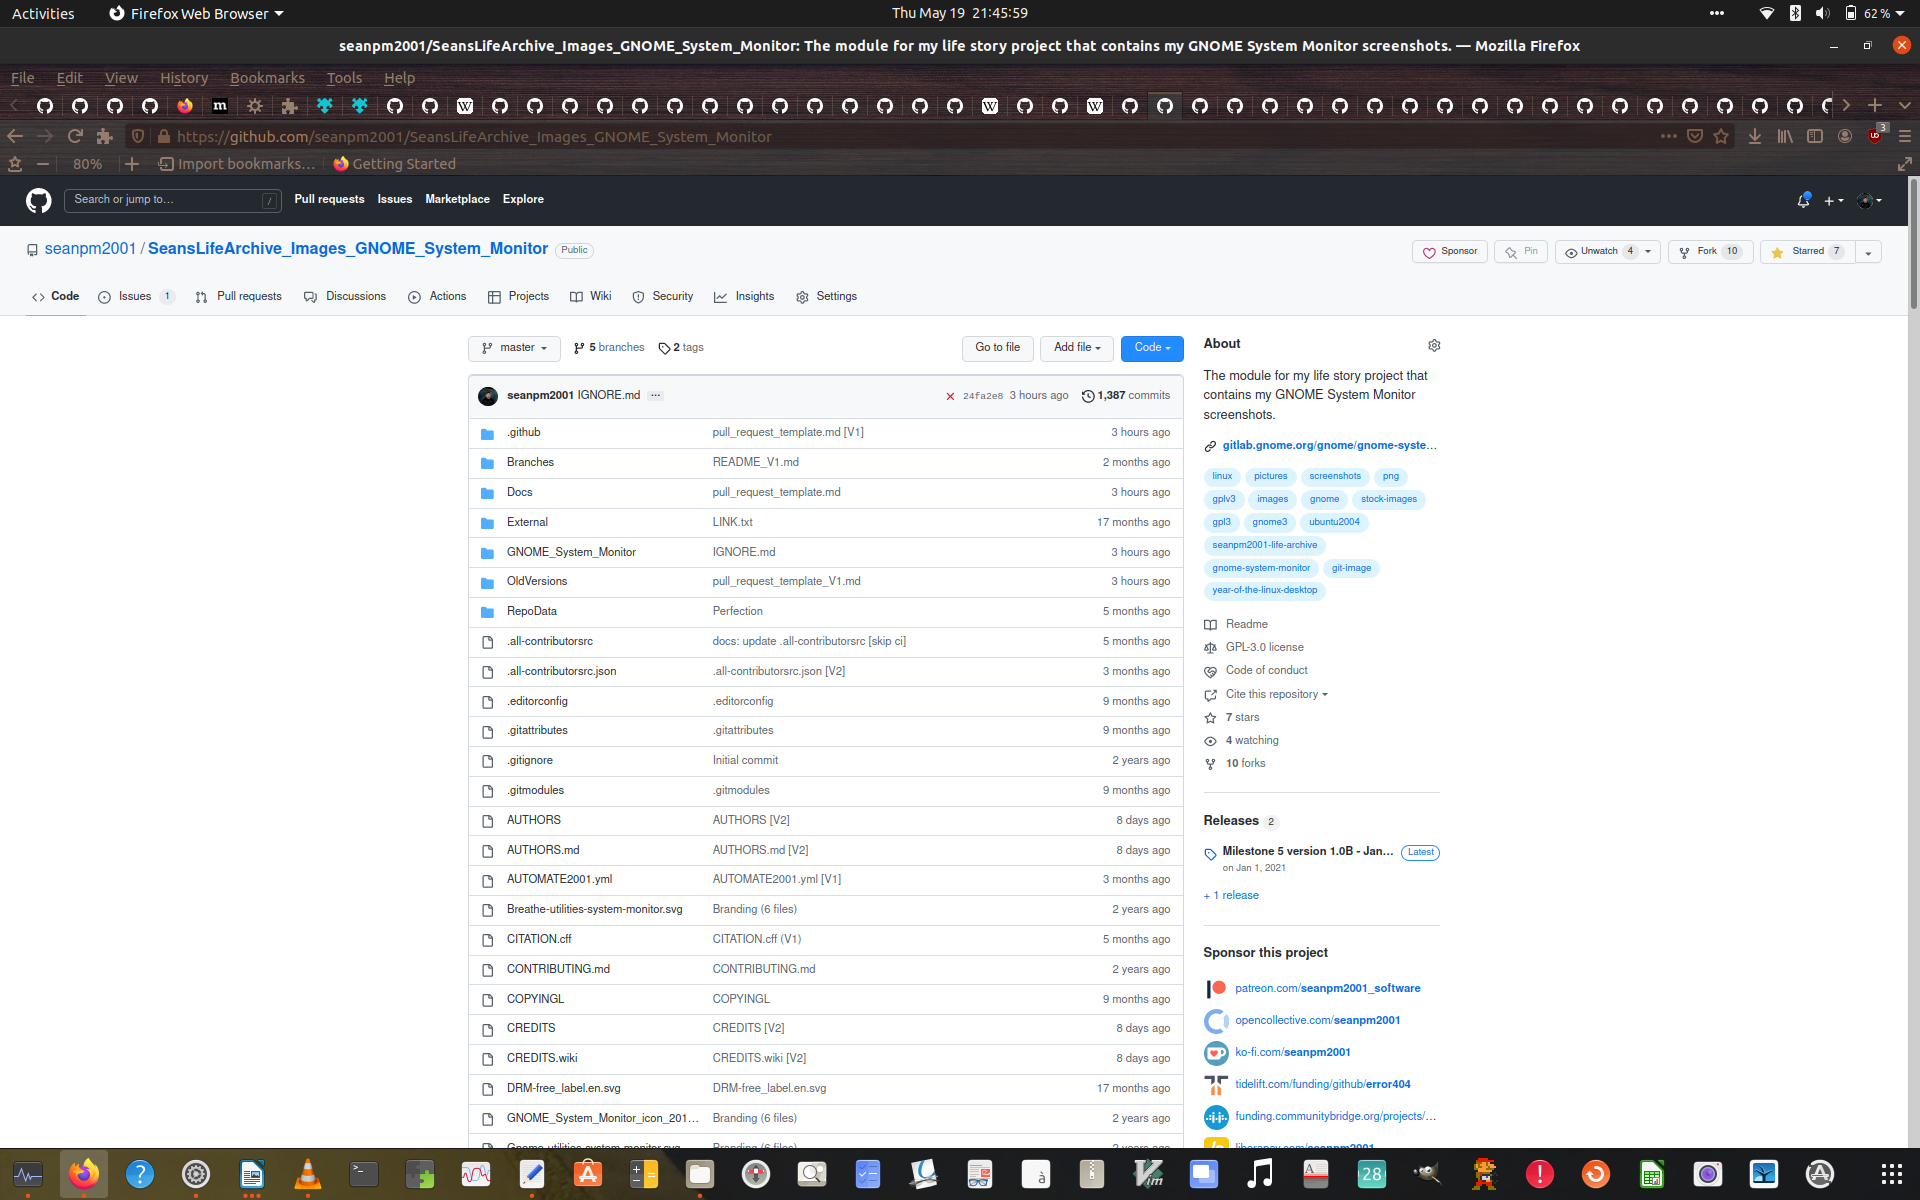 Activities
Firefox Web Browser
Thu May 19 21:45:59
62 %
seanpm2001/SeansLifeArchive_Images_GNOME_System_Monitor: The module for my life story project that contains my GNOME System Monitor screenshots. — Mozilla Firefox
File Edit View History Bookmarks Tools Help
https://github.com/seanpm2001/SeansLifeArchive_Images_GNOME_System_Monitor
3
80%
Import bookmarks...
Getting Started
Search or jump to...
/
Pull requests
Issues
Marketplace
Explore
seanpm2001 / SeansLifeArchive_Images_GNOME_System_Monitor
Public
Sponsor
Pin
Unwatch 4
Fork 10
Starred 7
Code
Issues 1
Pull requests
Discussions
Actions
Projects
Wiki
Security
Insights
Settings
master
5 branches
2 tags
Go to file
Add file
Code
seanpm2001 IGNORE.md ...
24fa2e8 3 hours ago
1,387 commits
.github pull_request_template.md [V1] 3 hours ago
Branches README_V1.md 2 months ago
Docs pull_request_template.md 3 hours ago
External LINK.txt 17 months ago
GNOME_System_Monitor IGNORE.md 3 hours ago
OldVersions pull_request_template_V1.md 3 hours ago
RepoData Perfection 5 months ago
.all-contributorsrc docs: update .all-contributorsrc [skip ci] 5 months ago
.all-contributorsrc.json .all-contributorsrc.json [V2] 3 months ago
.editorconfig .editorconfig 9 months ago
.gitattributes .gitattributes 9 months ago
.gitignore Initial commit 2 years ago
.gitmodules .gitmodules 9 months ago
AUTHORS AUTHORS [V2] 8 days ago
AUTHORS.md AUTHORS.md [V2] 8 days ago
AUTOMATE2001.yml AUTOMATE2001.yml [V1] 3 months ago
Breathe-utilities-system-monitor.svg Branding (6 files) 2 years ago
CITATION.cff CITATION.cff (V1) 5 months ago
CONTRIBUTING.md CONTRIBUTING.md 2 years ago
COPYINGL COPYINGL 9 months ago
CREDITS CREDITS [V2] 8 days ago
CREDITS.wiki CREDITS.wiki [V2] 8 days ago
DRM-free_label.en.svg DRM-free_label.en.svg 17 months ago
GNOME_System_Monitor_icon_201... Branding (6 files) 2 years ago
Gnome-utilities-system-monitor.svg Branding (6 files) 2 years ago
About
The module for my life story project that
contains my GNOME System Monitor
screenshots.
gitlab.gnome.org/gnome/gnome-syste...
linux pictures screenshots png
gplv3 images gnome stock-images
gpl3 gnome3 ubuntu2004
seanpm2001-life-archive
gnome-system-monitor git-image
year-of-the-linux-desktop
Readme
GPL-3.0 license
Code of conduct
Cite this repository
7 stars
4 watching
10 forks
Releases 2
Milestone 5 version 1.0B - Jan... Latest
on Jan 1, 2021
+ 1 release
Sponsor this project
patreon.com/seanpm2001_software
opencollective.com/seanpm2001
ko-fi.com/seanpm2001
tidelift.com/funding/github/error404
funding.communitybridge.org/projects/...
liberapay.com/seanpm2001
28